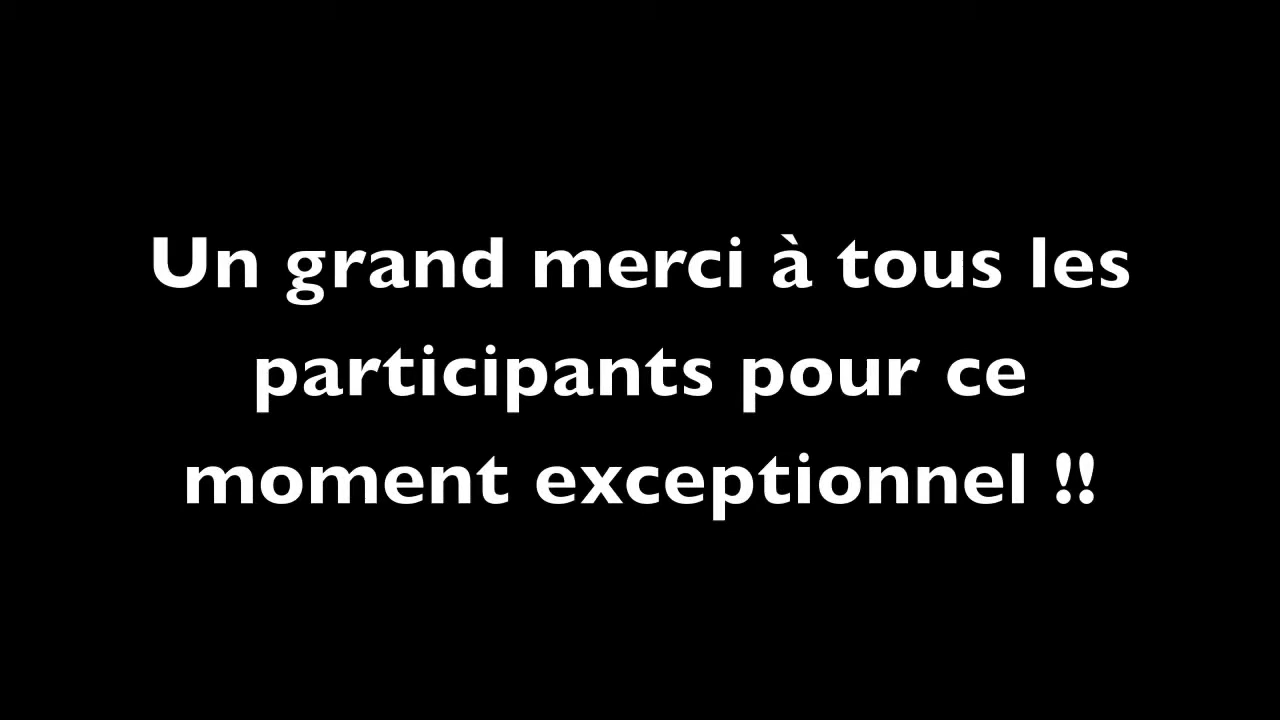 Un grand merci à tous les
participants pour ce
moment exceptionnel !!